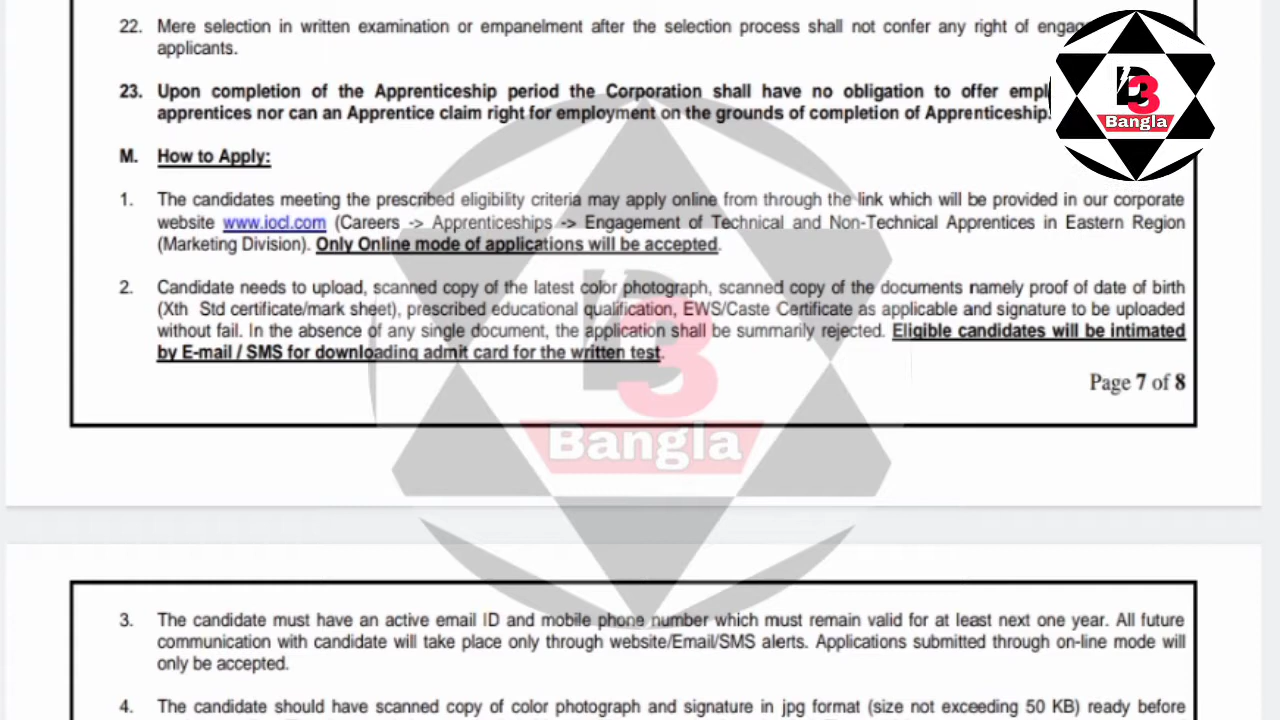 22. Mere selection in written examination or empanelment after the selection process shall not confer any right of
applicants.
23. Upon completion of the Apprenticeship period the Corporation shall have no obligation to offer
apprentices nor can an Apprentice claim right for employment on the grounds of completion of Apprenticeship.
D3
Bangla
M. How to Apply:
1. The candidates meeting the prescribed eligibility criteria may apply online from through the link which will be provided in our corporate
website www.iocl.com (Careers -> Apprenticeships -> Engagement of Technical and Non-Technical Apprentices in Eastern Region
(Marketing Division). Only Online mode of applications will be accepted.
2. Candidate needs to upload, scanned copy of the latest color photograph, scanned copy of the documents namely proof of date of birth
(Xth Std certificate/mark sheet), prescribed educational qualification, EWS/Caste Certificate as applicable and signature to be uploaded
without fail. In the absence of any single document, the application shall be summarily rejected. Eligible candidates will be intimated
by E-mail / SMS for downloading admit card for the written test.
Page 7 of 8
D3
Bangla
3. The candidate must have an active email ID and mobile phone number which must remain valid for at least next one year. All future
communication with candidate will take place only through website/Email/SMS alerts. Applications submitted through on-line mode will
only be accepted.
4. The candidate should have scanned copy of color photograph and signature in jpg format (size not exceeding 50 KB) ready before